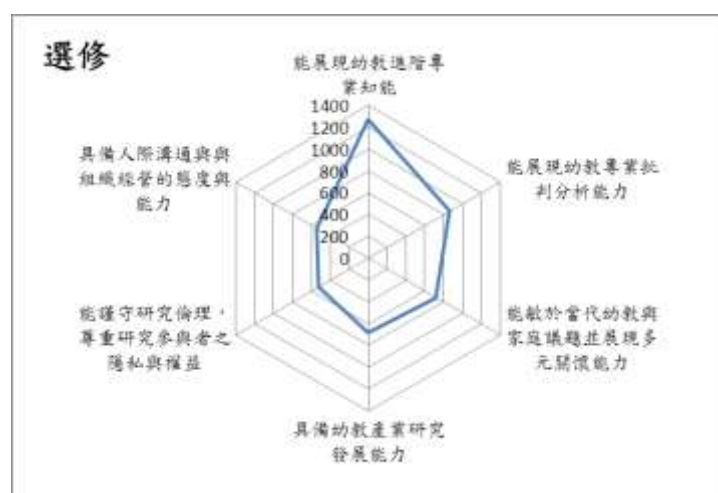 選修
能展現幼教進階專
業知能
1400
1200
1000
800
600
400
200
0
能展現幼教專業批
判分析能力
能敏於當代幼教與
家庭議題並展現多
元關懷能力
具備幼教產業研究
發展能力
能謹守研究倫理，
尊重研究參與者之
隱私與權益
具備人際溝通與與
組織經營的態度與
能力